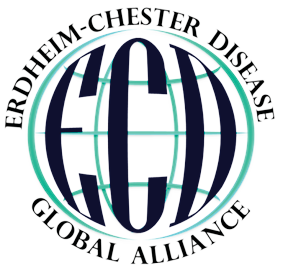 ERDHEIM-CHESTER DISEASE
ECD
GLOBAL ALLIANCE